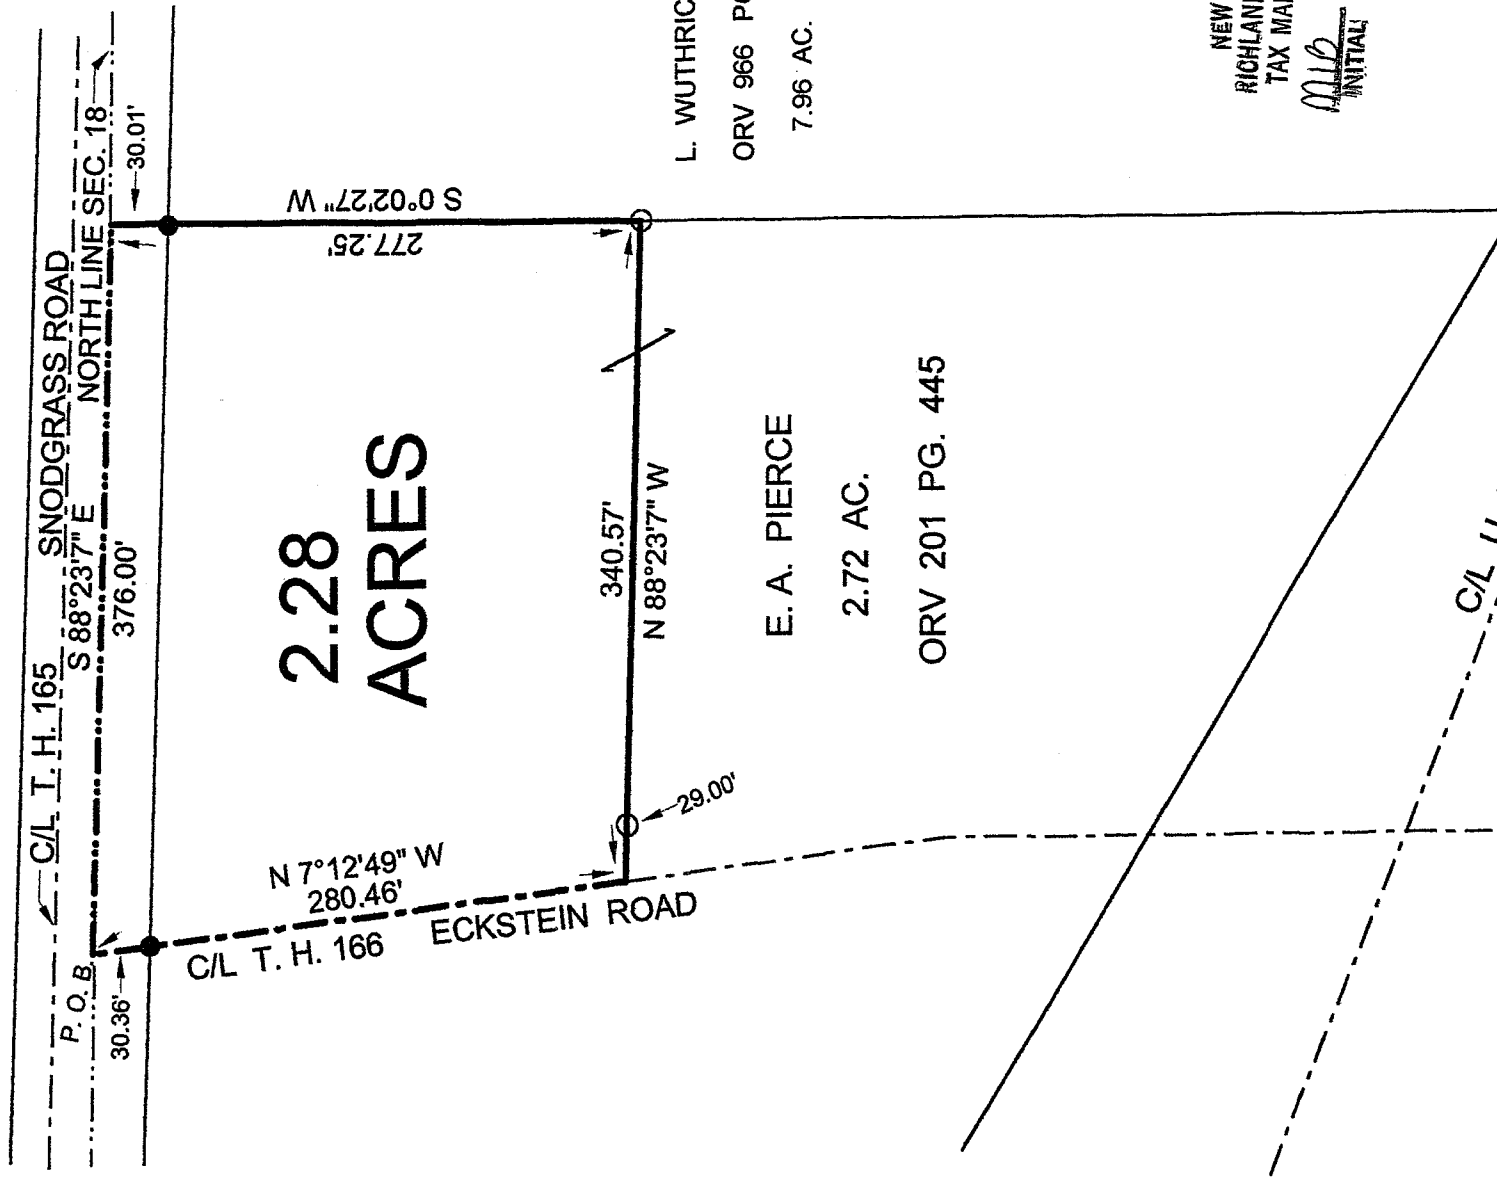 C/L T. H. 165 SNODGRASS ROAD
S 88°23'7" E NORTH LINE SEC. 18
376.00'
30.01'
P. O. B.
30.36'
S 0°02'27" W
277.25'
2.28
ACRES
N 7°12'49" W
280.46'
C/L T. H. 166 ECKSTEIN ROAD
340.57'
N 88°23'7" W
29.00'
L. WUTHRIC
ORV 966
7.96 AC.
E. A. PIERCE
2.72 AC.
ORV 201 PG. 445
C/L
NEW
RICHLAND
TAX MA
INITIAL